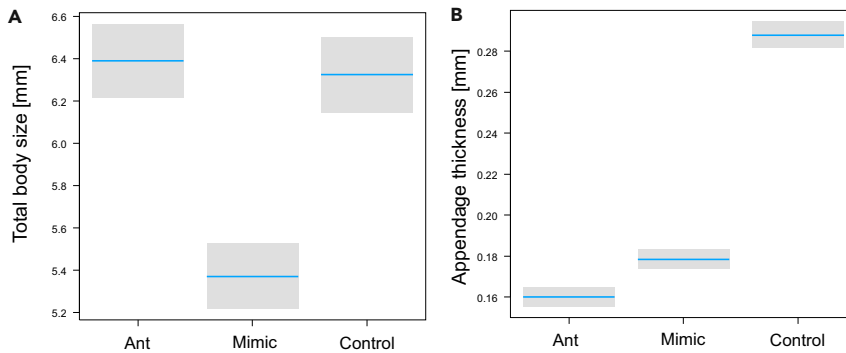 A
Total body size [mm]
6.6
6.4
6.2
6.0
5.8
5.6
5.4
5.2
Ant Mimic Control
B
Appendage thickness [mm]
0.28
0.26
0.24
0.22
0.20
0.18
0.16
Ant Mimic Control